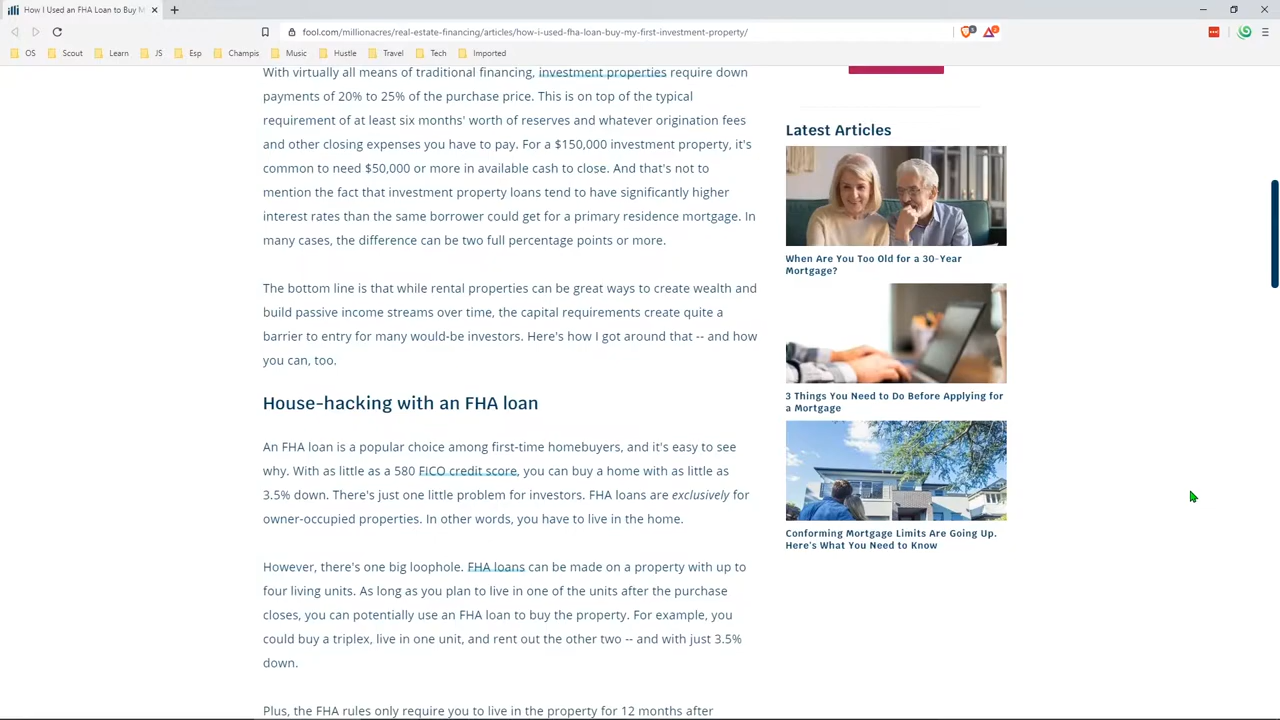 How I Used an FHA Loan to Buy M
fool.com/millionacres/real-estate-financing/articles/how-i-used-fha-loan-buy-my-first-investment-property/
OS
Scout
Learn
Esp
Champs
Music
Hustle
Travel
Tech
Imported
With virtually all means of traditional financing, investment properties require down
payments of 20% to 25% of the purchase price. This is on top of the typical
requirement of at least six months' worth of reserves and whatever origination fees
and other closing expenses you have to pay. For a $150,000 investment property, it's
common to need $50,000 or more in available cash to close. And that's not to
mention the fact that investment property loans tend to have significantly higher
interest rates than the same borrower could get for a primary residence mortgage. In
many cases, the difference can be two full percentage points or more.
The bottom line is that while rental properties can be great ways to create wealth and
build passive income streams over time, the capital requirements create quite a
barrier to entry for many would-be investors. Here's how I got around that -- and how
you can, too.
House-hacking with an FHA loan
An FHA loan is a popular choice among first-time homebuyers, and it's easy to see
why. With as little as a 580 FICO credit score, you can buy a home with as little as
3.5% down. There's just one little problem for investors. FHA loans are exclusively for
owner-occupied properties. In other words, you have to live in the home.
However, there's one big loophole. FHA loans can be made on a property with up to
four living units. As long as you plan to live in one of the units after the purchase
closes, you can potentially use an FHA loan to buy the property. For example, you
could buy a triplex, live in one unit, and rent out the other two -- and with just 3.5%
down.
Plus, the FHA rules only require you to live in the property for 12 months after
Latest Articles
When Are You Too Old for a 30-Year
Mortgage?
3 Things You Need to Do Before Applying for
a Mortgage
Conforming Mortgage Limits Are Going Up.
Here's What You Need to Know